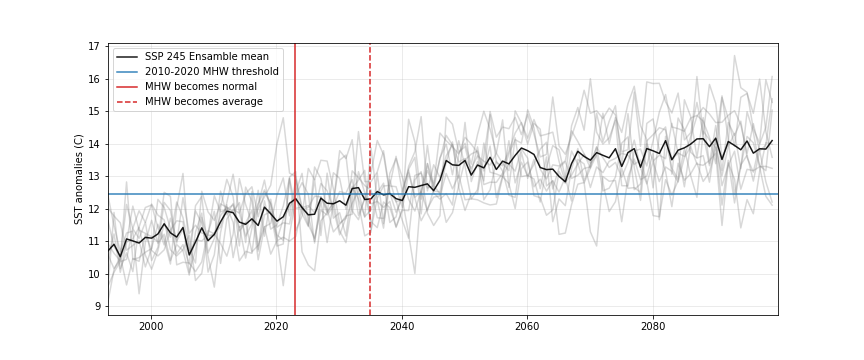 17
16
15
14
13
12
11
10
9
SST anomalies (C)
SSP 245 Ensamble mean
2010-2020 MHW threshold
MHW becomes normal
MHW becomes average
2000
2020
2040
2060
2080